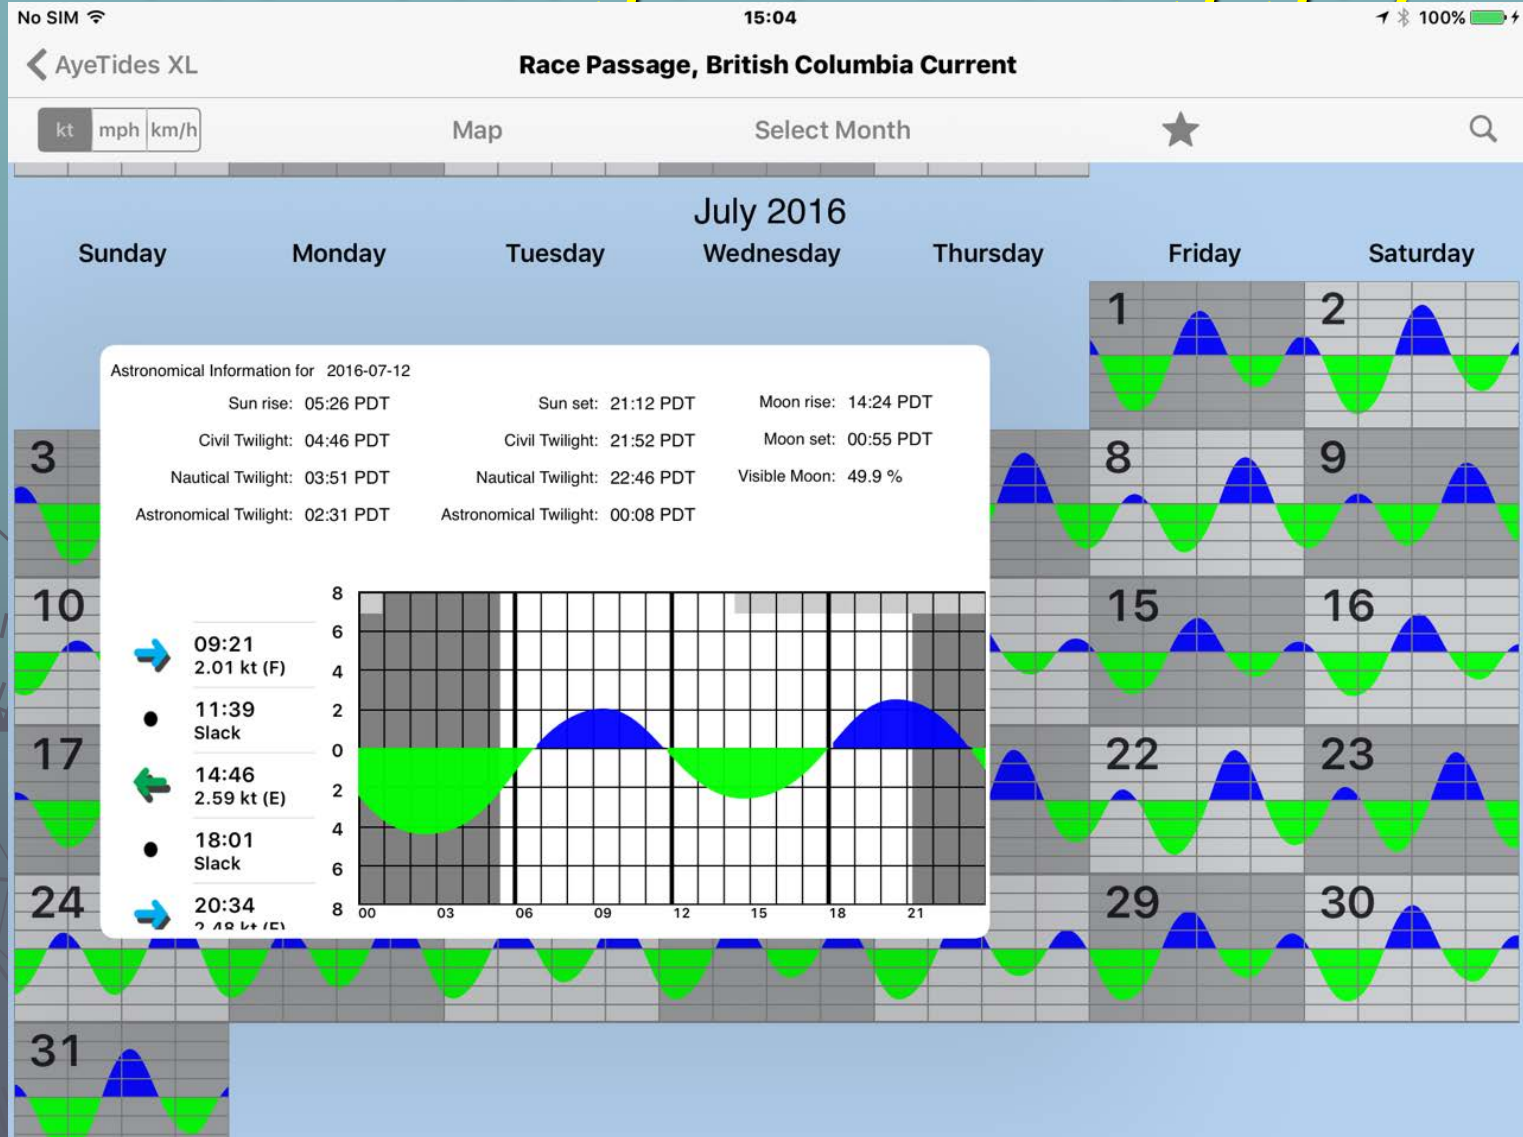 No SIM 15:04 100%
AyeTides XL Race Passage, British Columbia Current
kt mph km/h Map Select Month
July 2016
Sunday Monday Tuesday Wednesday Thursday Friday Saturday
1 2
Astronomical Information for 2016-07-12
Sun rise: 05:26 PDT Sun set: 21:12 PDT Moon rise: 14:24 PDT
Civil Twilight: 04:46 PDT Civil Twilight: 21:52 PDT Moon set: 00:55 PDT
Nautical Twilight: 03:51 PDT Nautical Twilight: 22:46 PDT Visible Moon: 49.9 %
Astronomical Twilight: 02:31 PDT Astronomical Twilight: 00:08 PDT
3 8 9
10 15 16
17 22 23
24 29 30
31
09:21
2.01 kt (F)
11:39
Slack
14:46
2.59 kt (E)
18:01
Slack
20:34
2.48 kt (F)
8
6
4
2
0
2
4
6
8
00 03 06 09 12 15 18 21